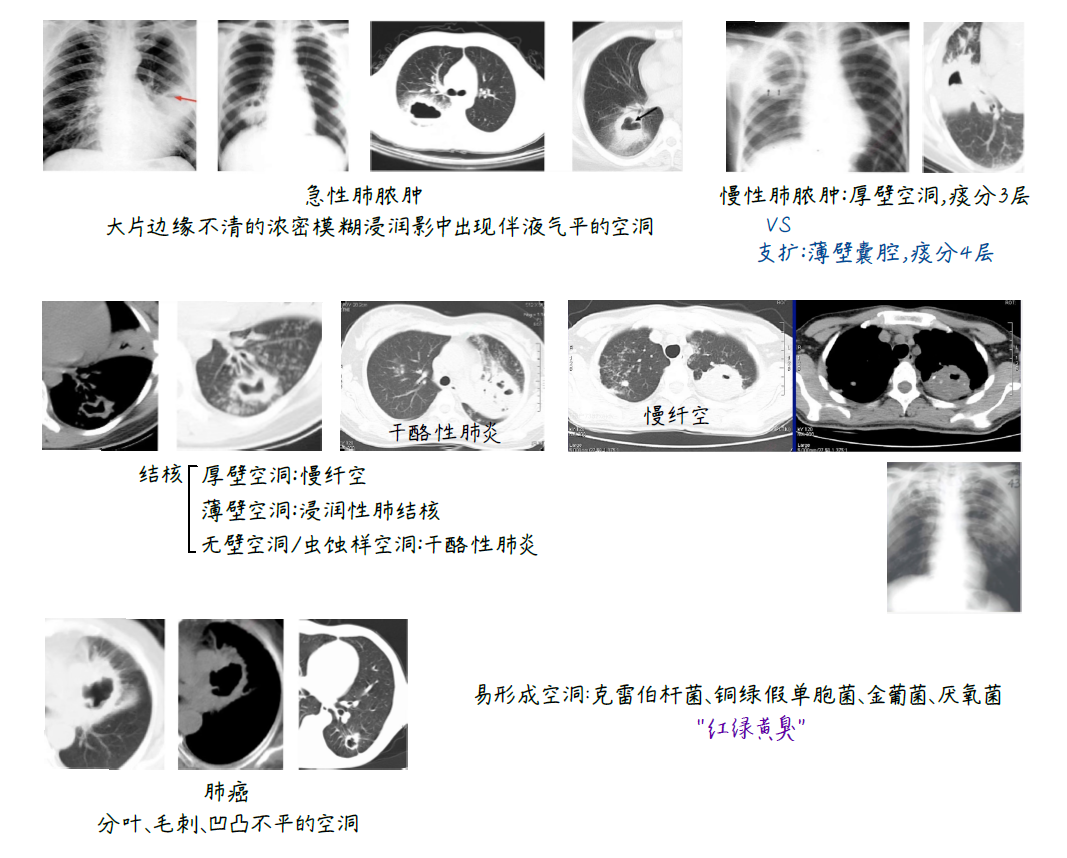 急性肺脓肿
大片边缘不清的浓密模糊浸润影中出现伴液气平的空洞
慢性肺脓肿:厚壁空洞,痰分3层
VS
支扩:薄壁囊腔,痰分4层
干酪性肺炎
慢纤空
结核
厚壁空洞:慢纤空
薄壁空洞:浸润性肺结核
无壁空洞/虫蚀样空洞:干酪性肺炎
肺癌
分叶、毛刺、凹凸不平的空洞
易形成空洞:克雷伯杆菌、铜绿假单胞菌、金葡菌、厌氧菌
"红绿黄臭"